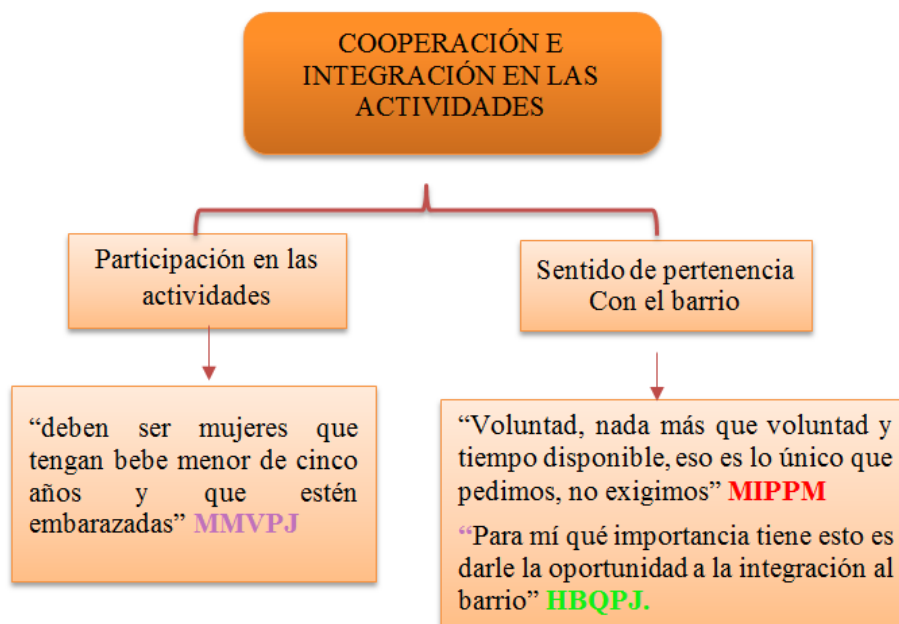 COOPERACIÓN E
INTEGRACIÓN EN LAS
ACTIVIDADES
Participación en las
actividades
Sentido de pertenencia
Con el barrio
“deben ser mujeres que
tengan bebe menor de cinco
años y que estén
embarazadas” MMVPJ
“Voluntad, nada más que voluntad y
tiempo disponible, eso es lo único que
pedimos, no exigimos” MIPPM
“Para mí qué importancia tiene esto es
darle la oportunidad a la integración al
barrio” HBQPJ.